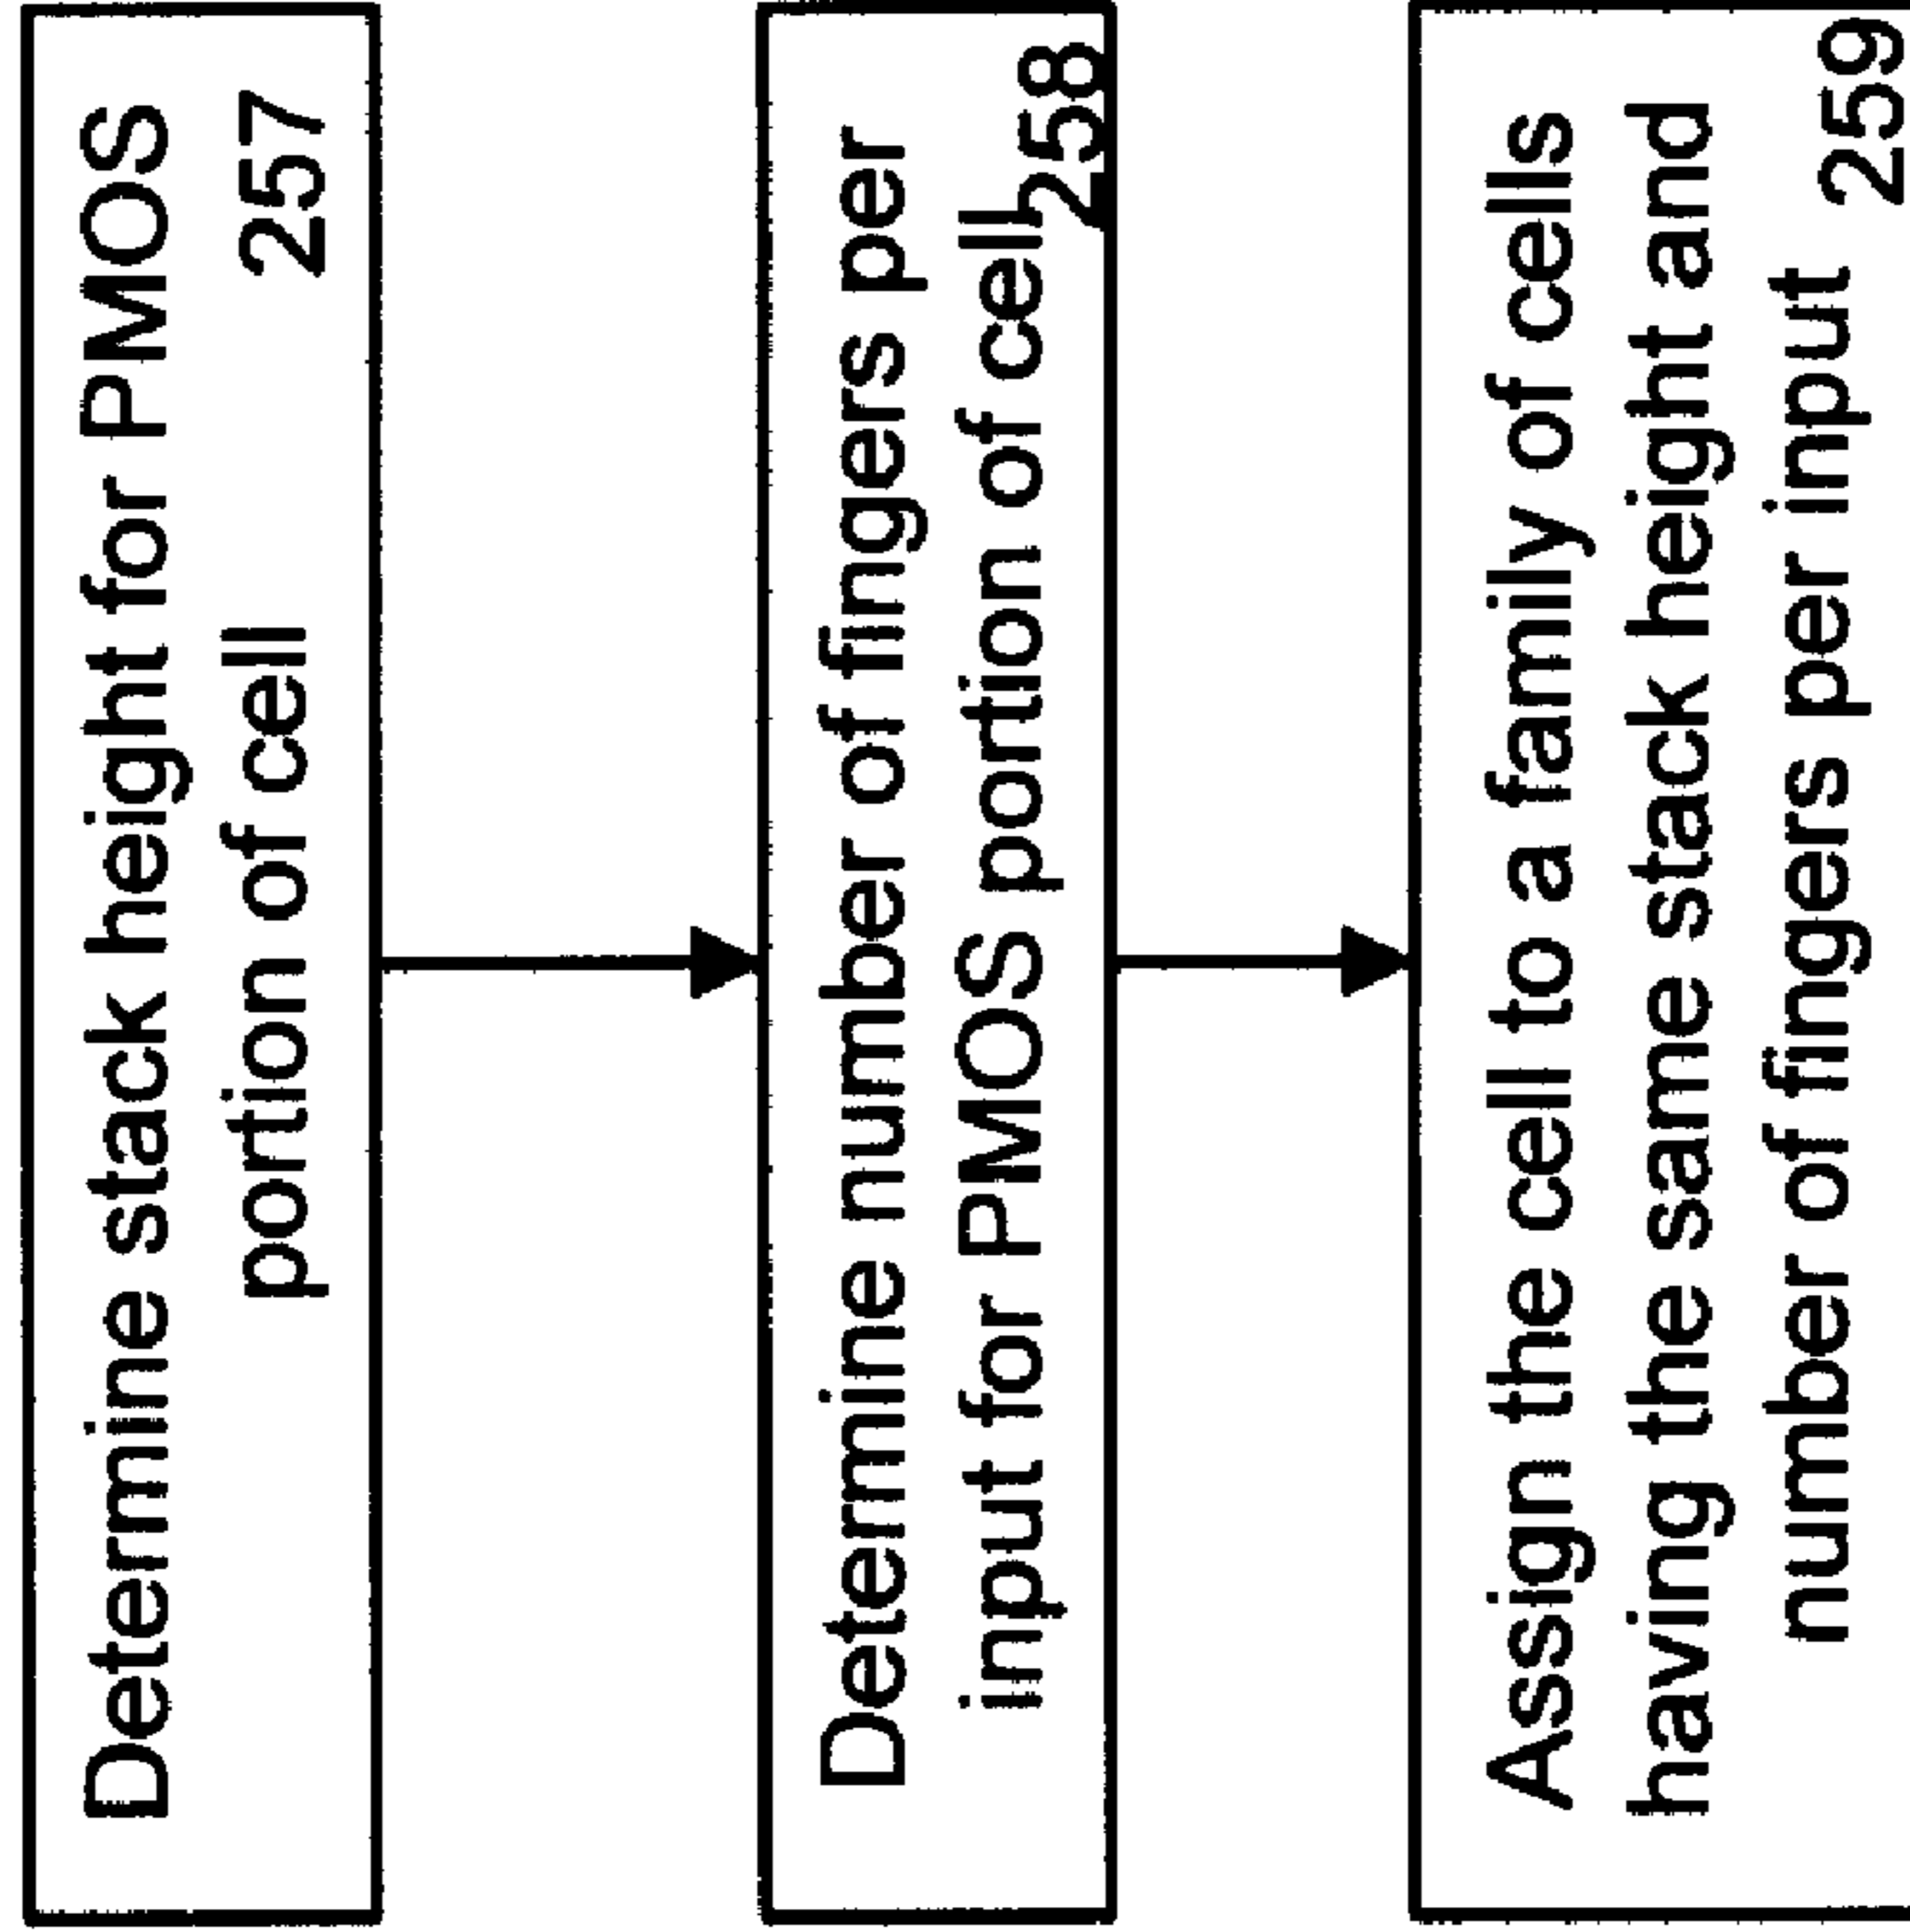 Determine stack height for PMOS
portion of cell 257
Determine number of fingers per
input for PMOS portion of cell 258
Assign the cell to a family of cells
having the same stack height and
number of fingers per input 259